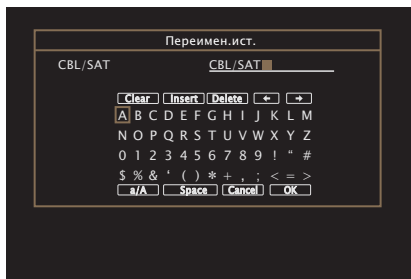 Переимен.ист.
CBL/SAT CBL/SAT
Clear Insert Delete ← →
A B C D E F G H I J K L M
N O P Q R S T U V W X Y Z
0 1 2 3 4 5 6 7 8 9 ! “ #
$ % & ‘ ( ) * + , ; < = >
a/A Space Cancel OK